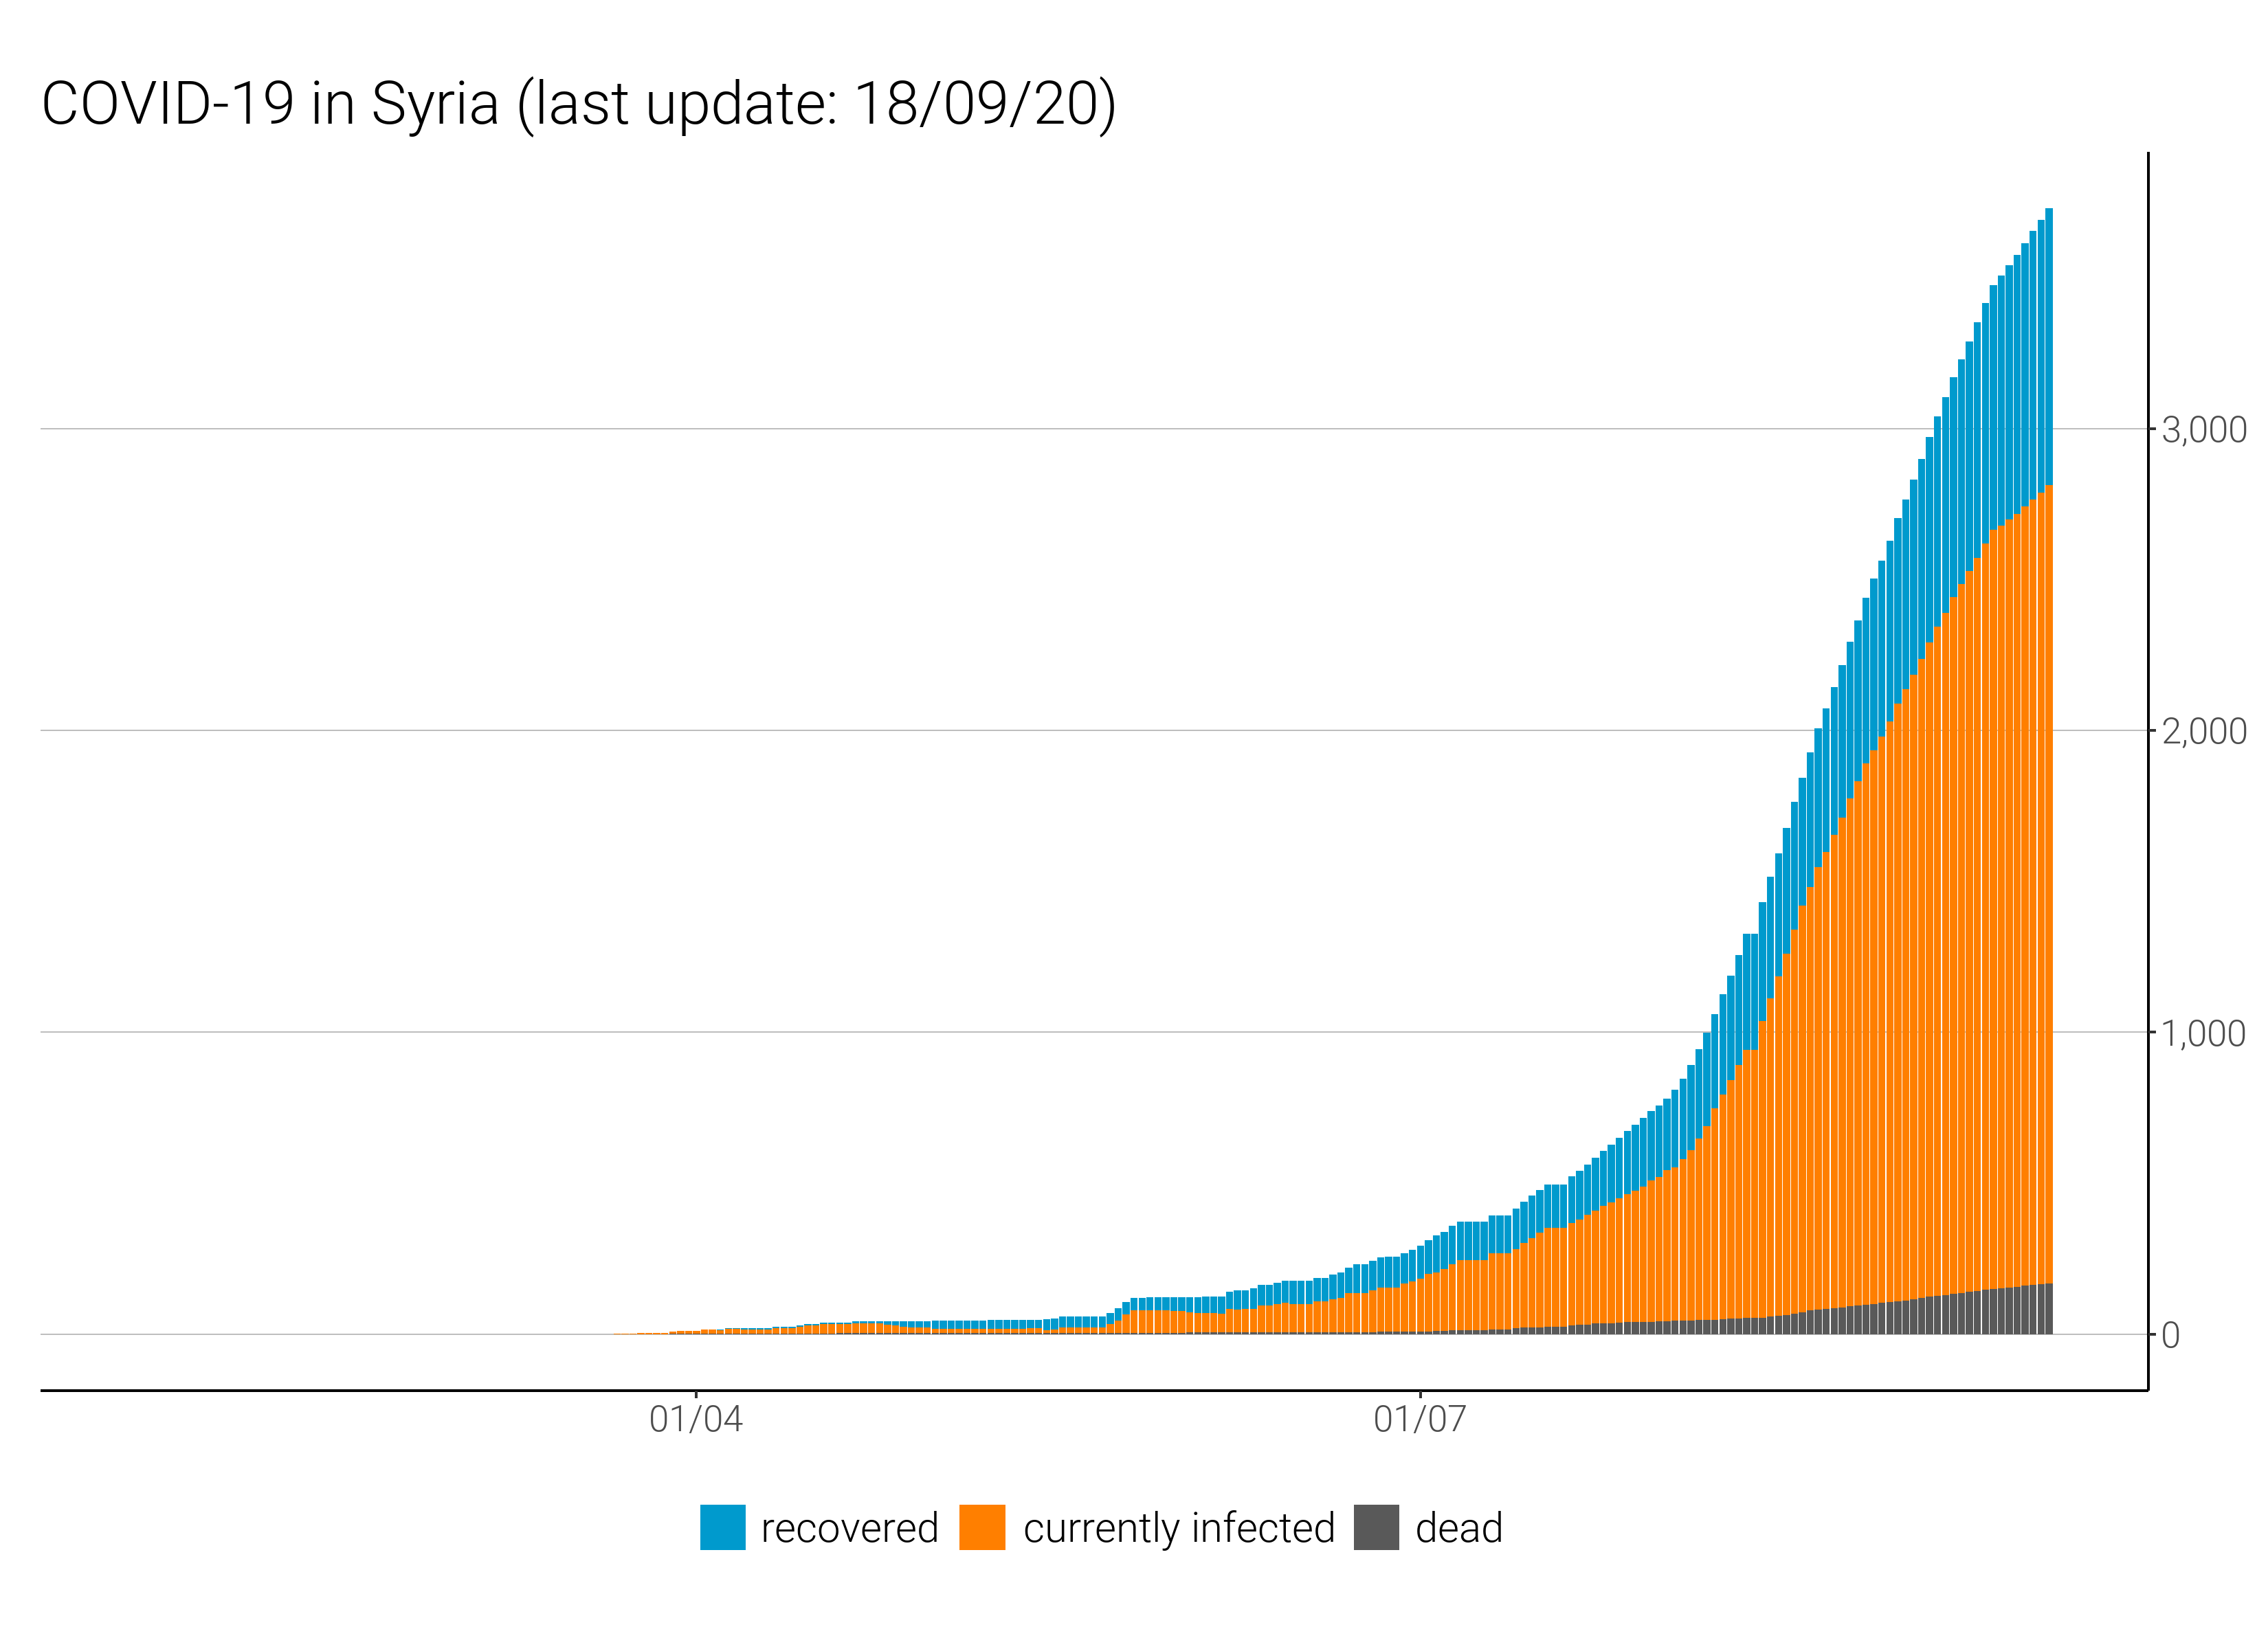 COVID-19 in Syria (last update: 18/09/20)
3,000
2,000
1,000
0
01/04 01/07
recovered currently infected dead